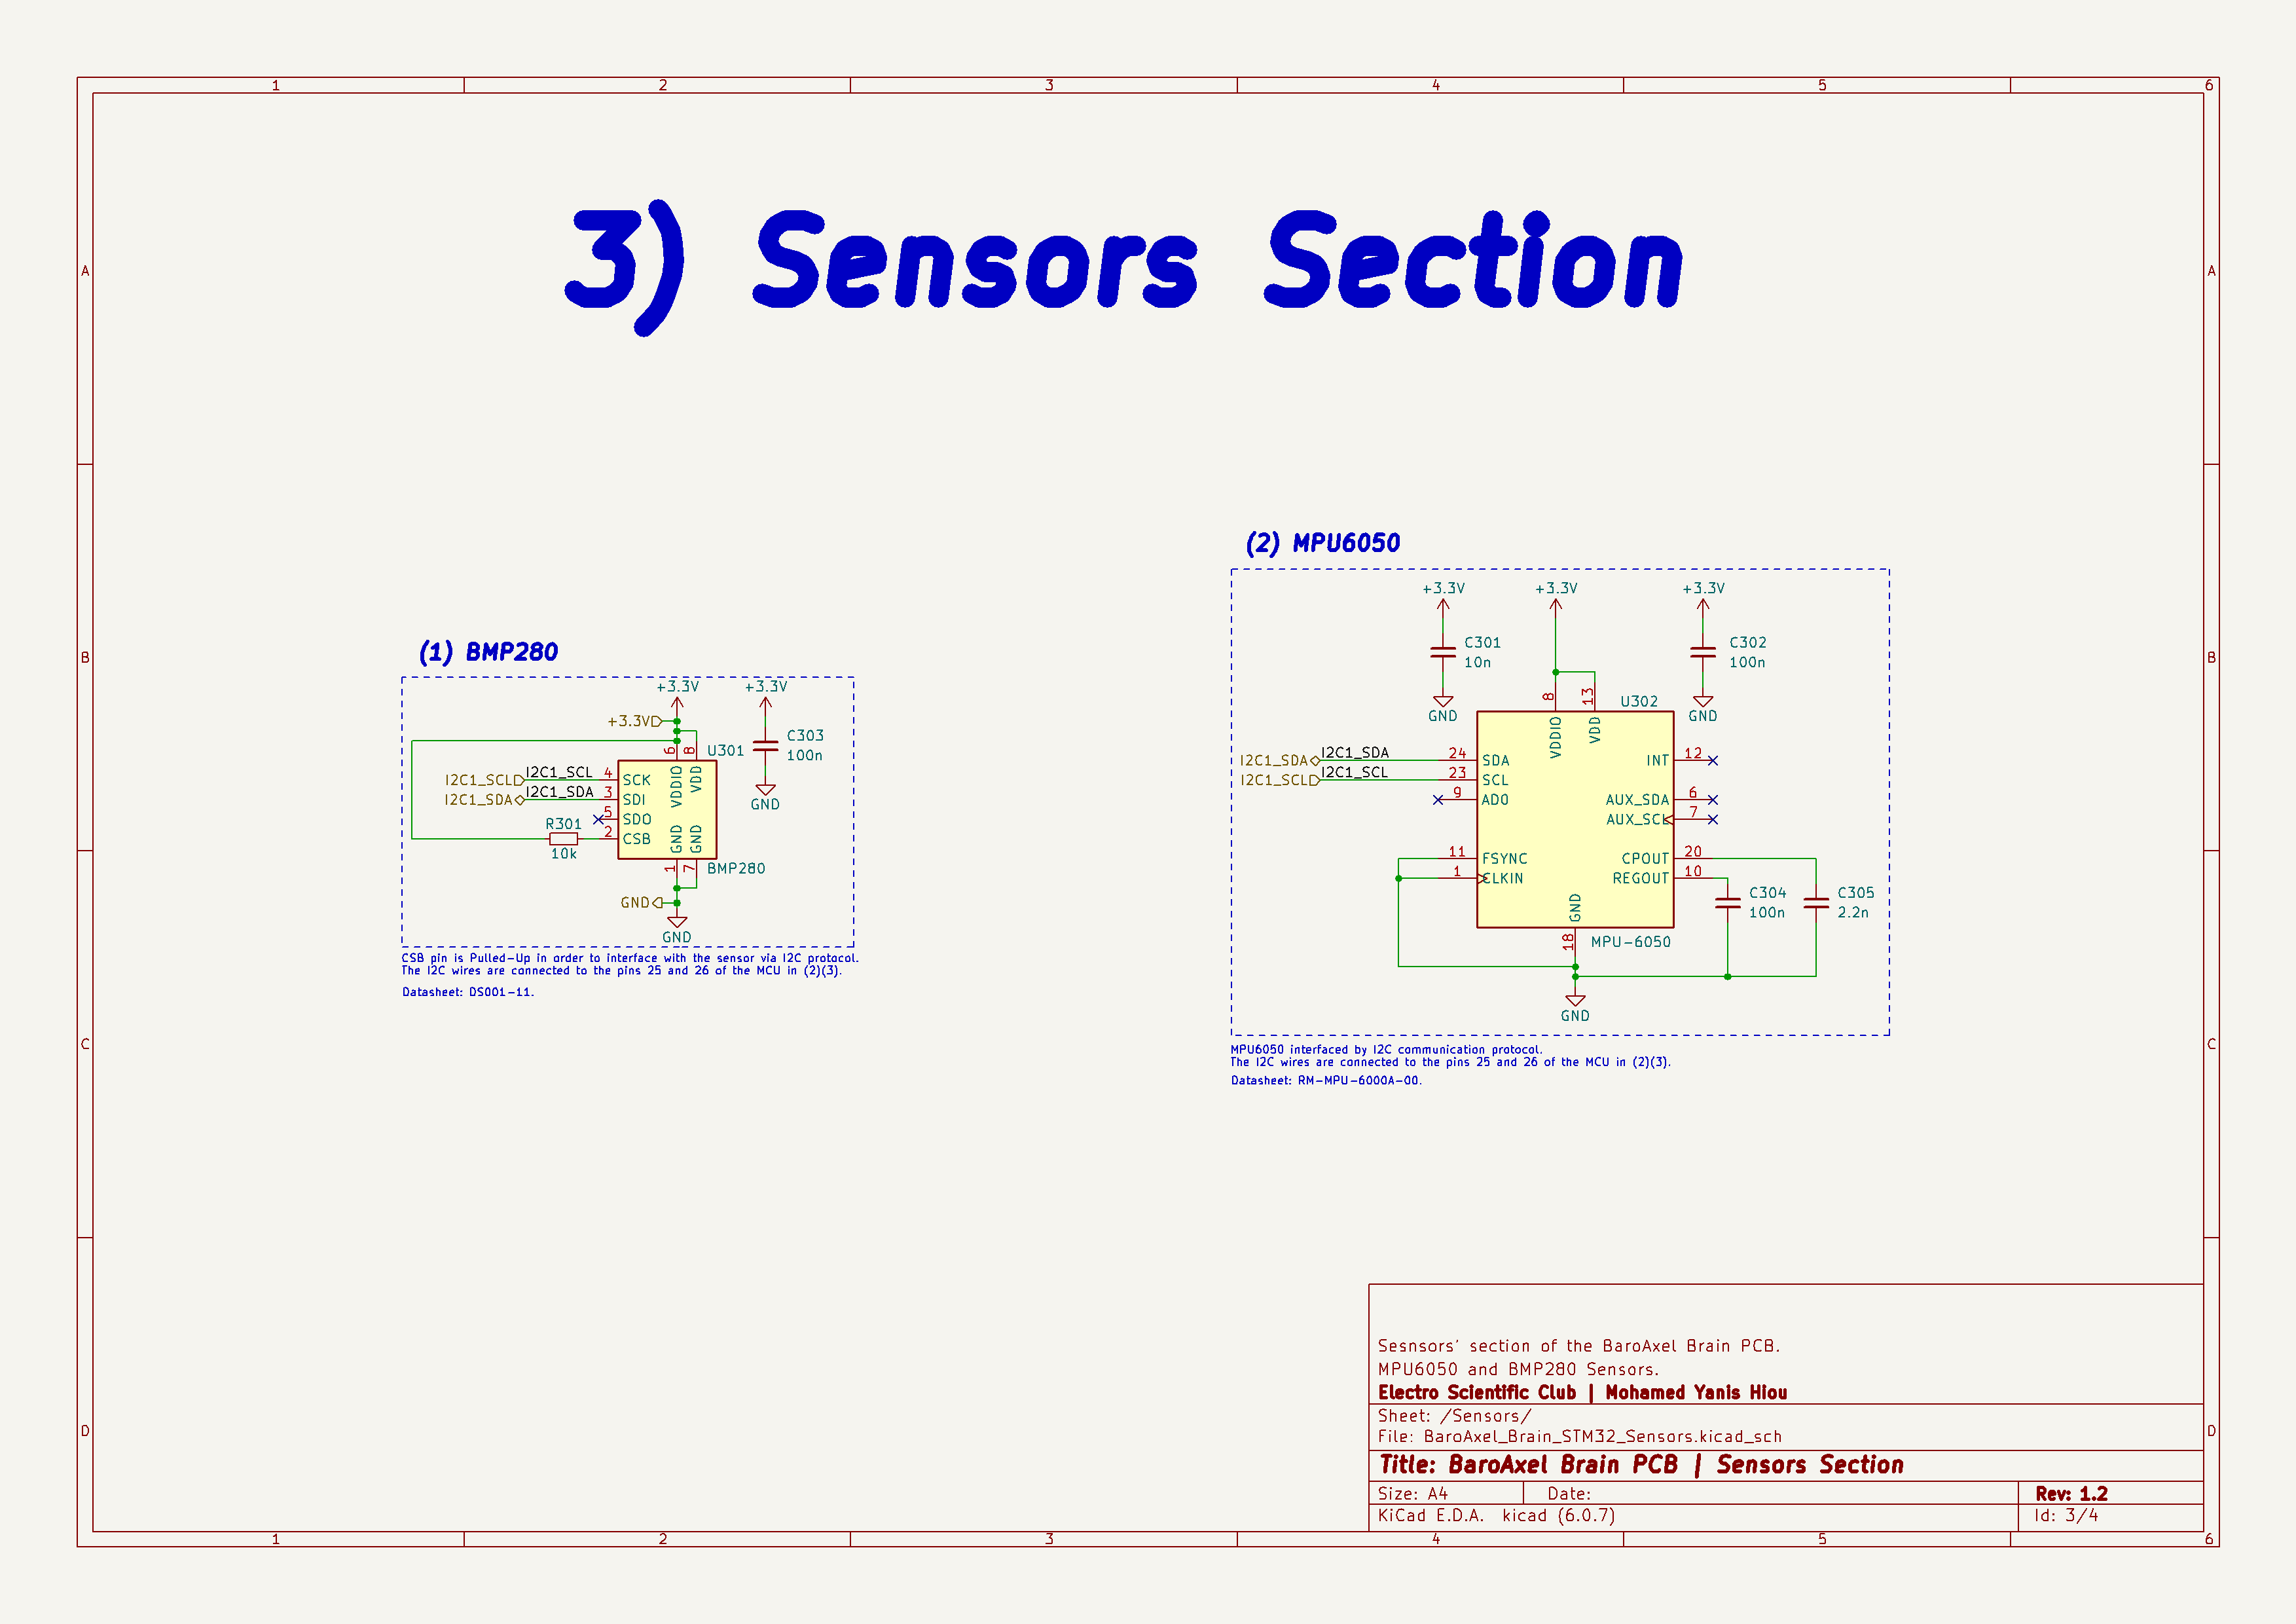 1 2 3 4 5 6
A A
B B
C C
D D
3) Sensors Section
(1) BMP280
+3.3V
+3.3V
+3.3V
C303
100n
GND
U301
6
8
VDDIO
VDD
I2C1_SCL
I2C1_SCL
4
SCK
I2C1_SDA
I2C1_SDA
3
SDI
5
SDO
R301
10k
2
CSB
GND
GND
1
7
BMP280
GND
GND
CSB pin is Pulled-Up in order to interface with the sensor via I2C protocol.
The I2C wires are connected to the pins 25 and 26 of the MCU in (2)(3).
Datasheet: DS001-11.
(2) MPU6050
+3.3V
+3.3V
+3.3V
C301
10n
GND
C302
100n
GND
8
13
U302
VDDIO
VDD
I2C1_SDA
I2C1_SDA
24
SDA
I2C1_SCL
I2C1_SCL
23
SCL
9
AD0
11
FSYNC
1
CLKIN
INT
12
AUX_SDA
6
AUX_SCL
7
CPOUT
20
REGOUT
10
C304
100n
C305
2.2n
GND
18
MPU-6050
GND
MPU6050 interfaced by I2C communication protocol.
The I2C wires are connected to the pins 25 and 26 of the MCU in (2)(3).
Datasheet: RM-MPU-6000A-00.
Sesnsors' section of the BaroAxel Brain PCB.
MPU6050 and BMP280 Sensors.
Electro Scientific Club | Mohamed Yanis Hiou
Sheet: /Sensors/
File: BaroAxel_Brain_STM32_Sensors.kicad_sch
Title: BaroAxel Brain PCB | Sensors Section
Size: A4 Date: Rev: 1.2
KiCad E.D.A. kicad (6.0.7) Id: 3/4
1 2 3 4 5 6